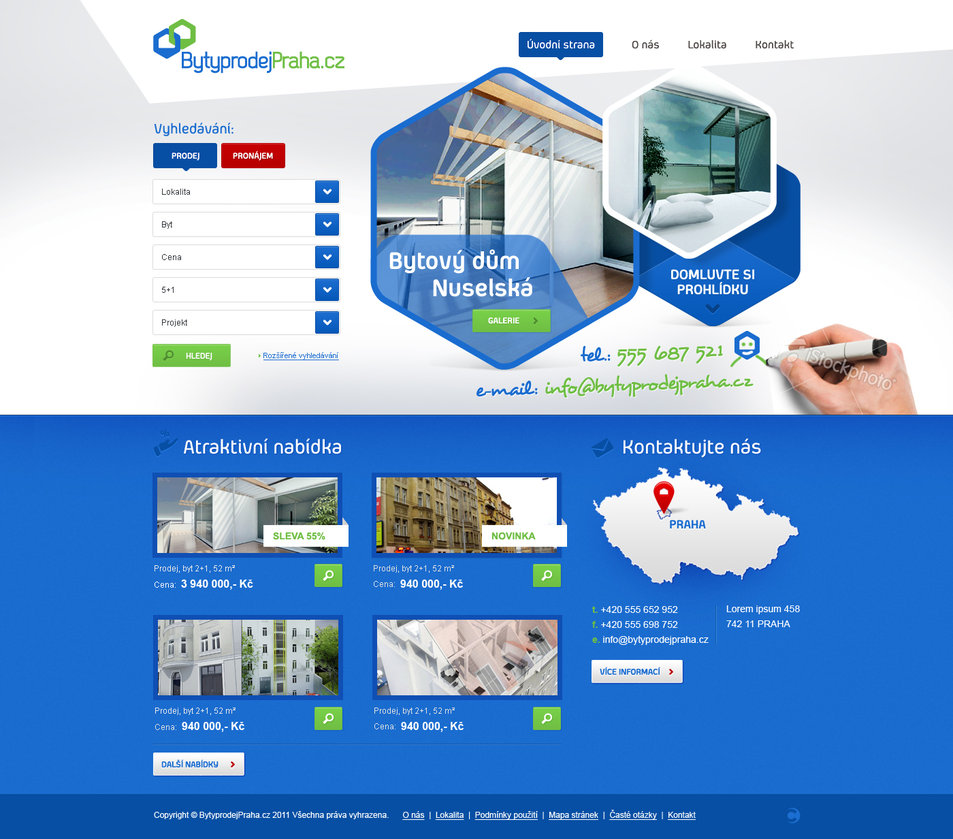 BytyprodejPraha.cz
Úvodní strana
O nás
Lokalita
Kontakt
Vyhledávání:
PRODEJ
PRONÁJEM
Lokalita
Byt
Cena
5+1
Projekt
HLEDEJ
Rozšířené vyhledávání
Bytový dům
Nuselská
GALERIE
DOMLUVTE SI
PROHLÍDKU
tel.: 555 687 521
e-mail: info@bytyprodejpraha.cz
iStockphoto
Atraktivní nabídka
SLEVA 55%
Prodej, byt 2+1, 52 m²
Cena: 3 940 000,- Kč
NOVINKA
Prodej, byt 2+1, 52 m²
Cena: 940 000,- Kč
Prodej, byt 2+1, 52 m²
Cena: 940 000,- Kč
Prodej, byt 2+1, 52 m²
Cena: 940 000,- Kč
DALŠÍ NABÍDKY
Kontaktujte nás
PRAHA
t. +420 555 652 952
f. +420 555 698 752
e. info@bytyprodejpraha.cz
Lorem ipsum 458
742 11 PRAHA
VÍCE INFORMACÍ
Copyright © BytyprodejPraha.cz 2011 Všechna práva vyhrazena. O nás | Lokalita | Podmínky použití | Mapa stránek | Časté otázky | Kontakt